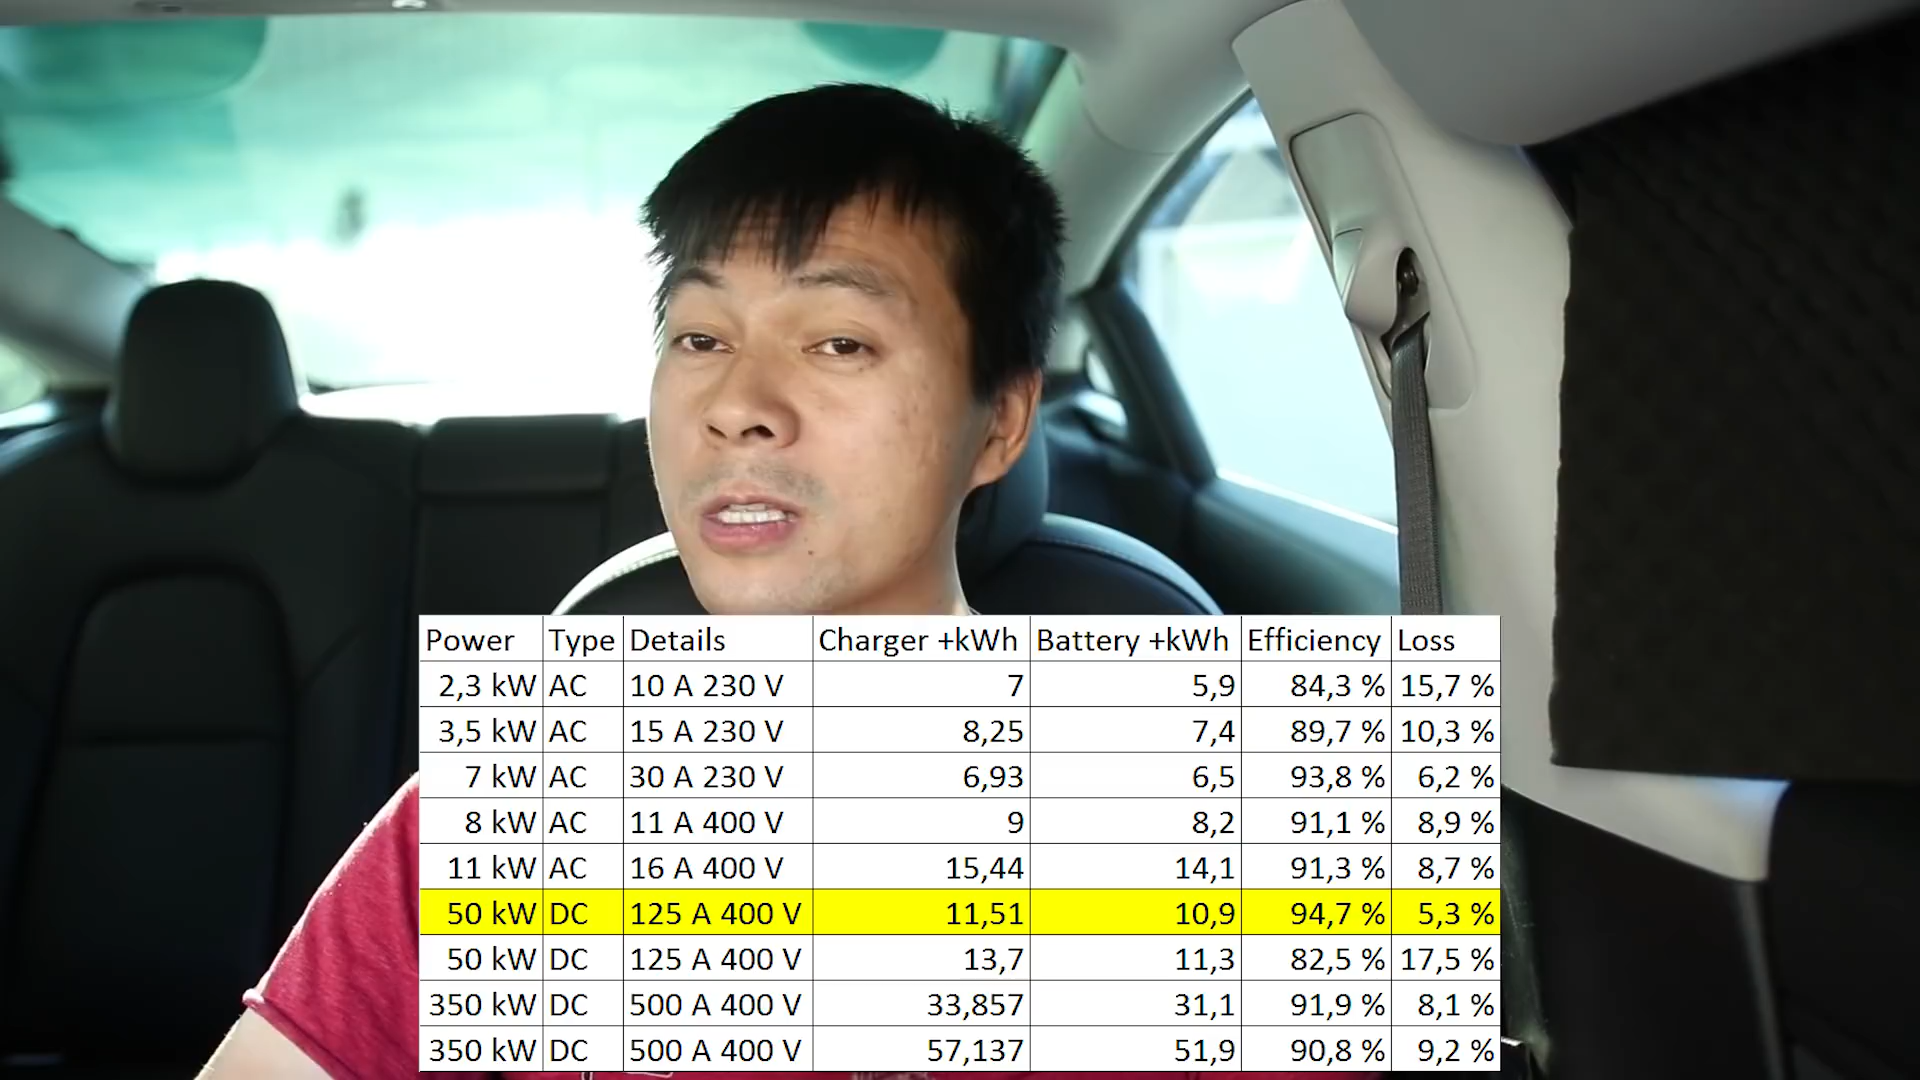 Power Type Details Charger +kWh Battery +kWh Efficiency Loss
2,3 kW AC 10 A 230 V 7 5,9 84,3 % 15,7 %
3,5 kW AC 15 A 230 V 8,25 7,4 89,7 % 10,3 %
7 kW AC 30 A 230 V 6,93 6,5 93,8 % 6,2 %
8 kW AC 11 A 400 V 9 8,2 91,1 % 8,9 %
11 kW AC 16 A 400 V 15,44 14,1 91,3 % 8,7 %
50 kW DC 125 A 400 V 11,51 10,9 94,7 % 5,3 %
50 kW DC 125 A 400 V 13,7 11,3 82,5 % 17,5 %
350 kW DC 500 A 400 V 33,857 31,1 91,9 % 8,1 %
350 kW DC 500 A 400 V 57,137 51,9 90,8 % 9,2 %